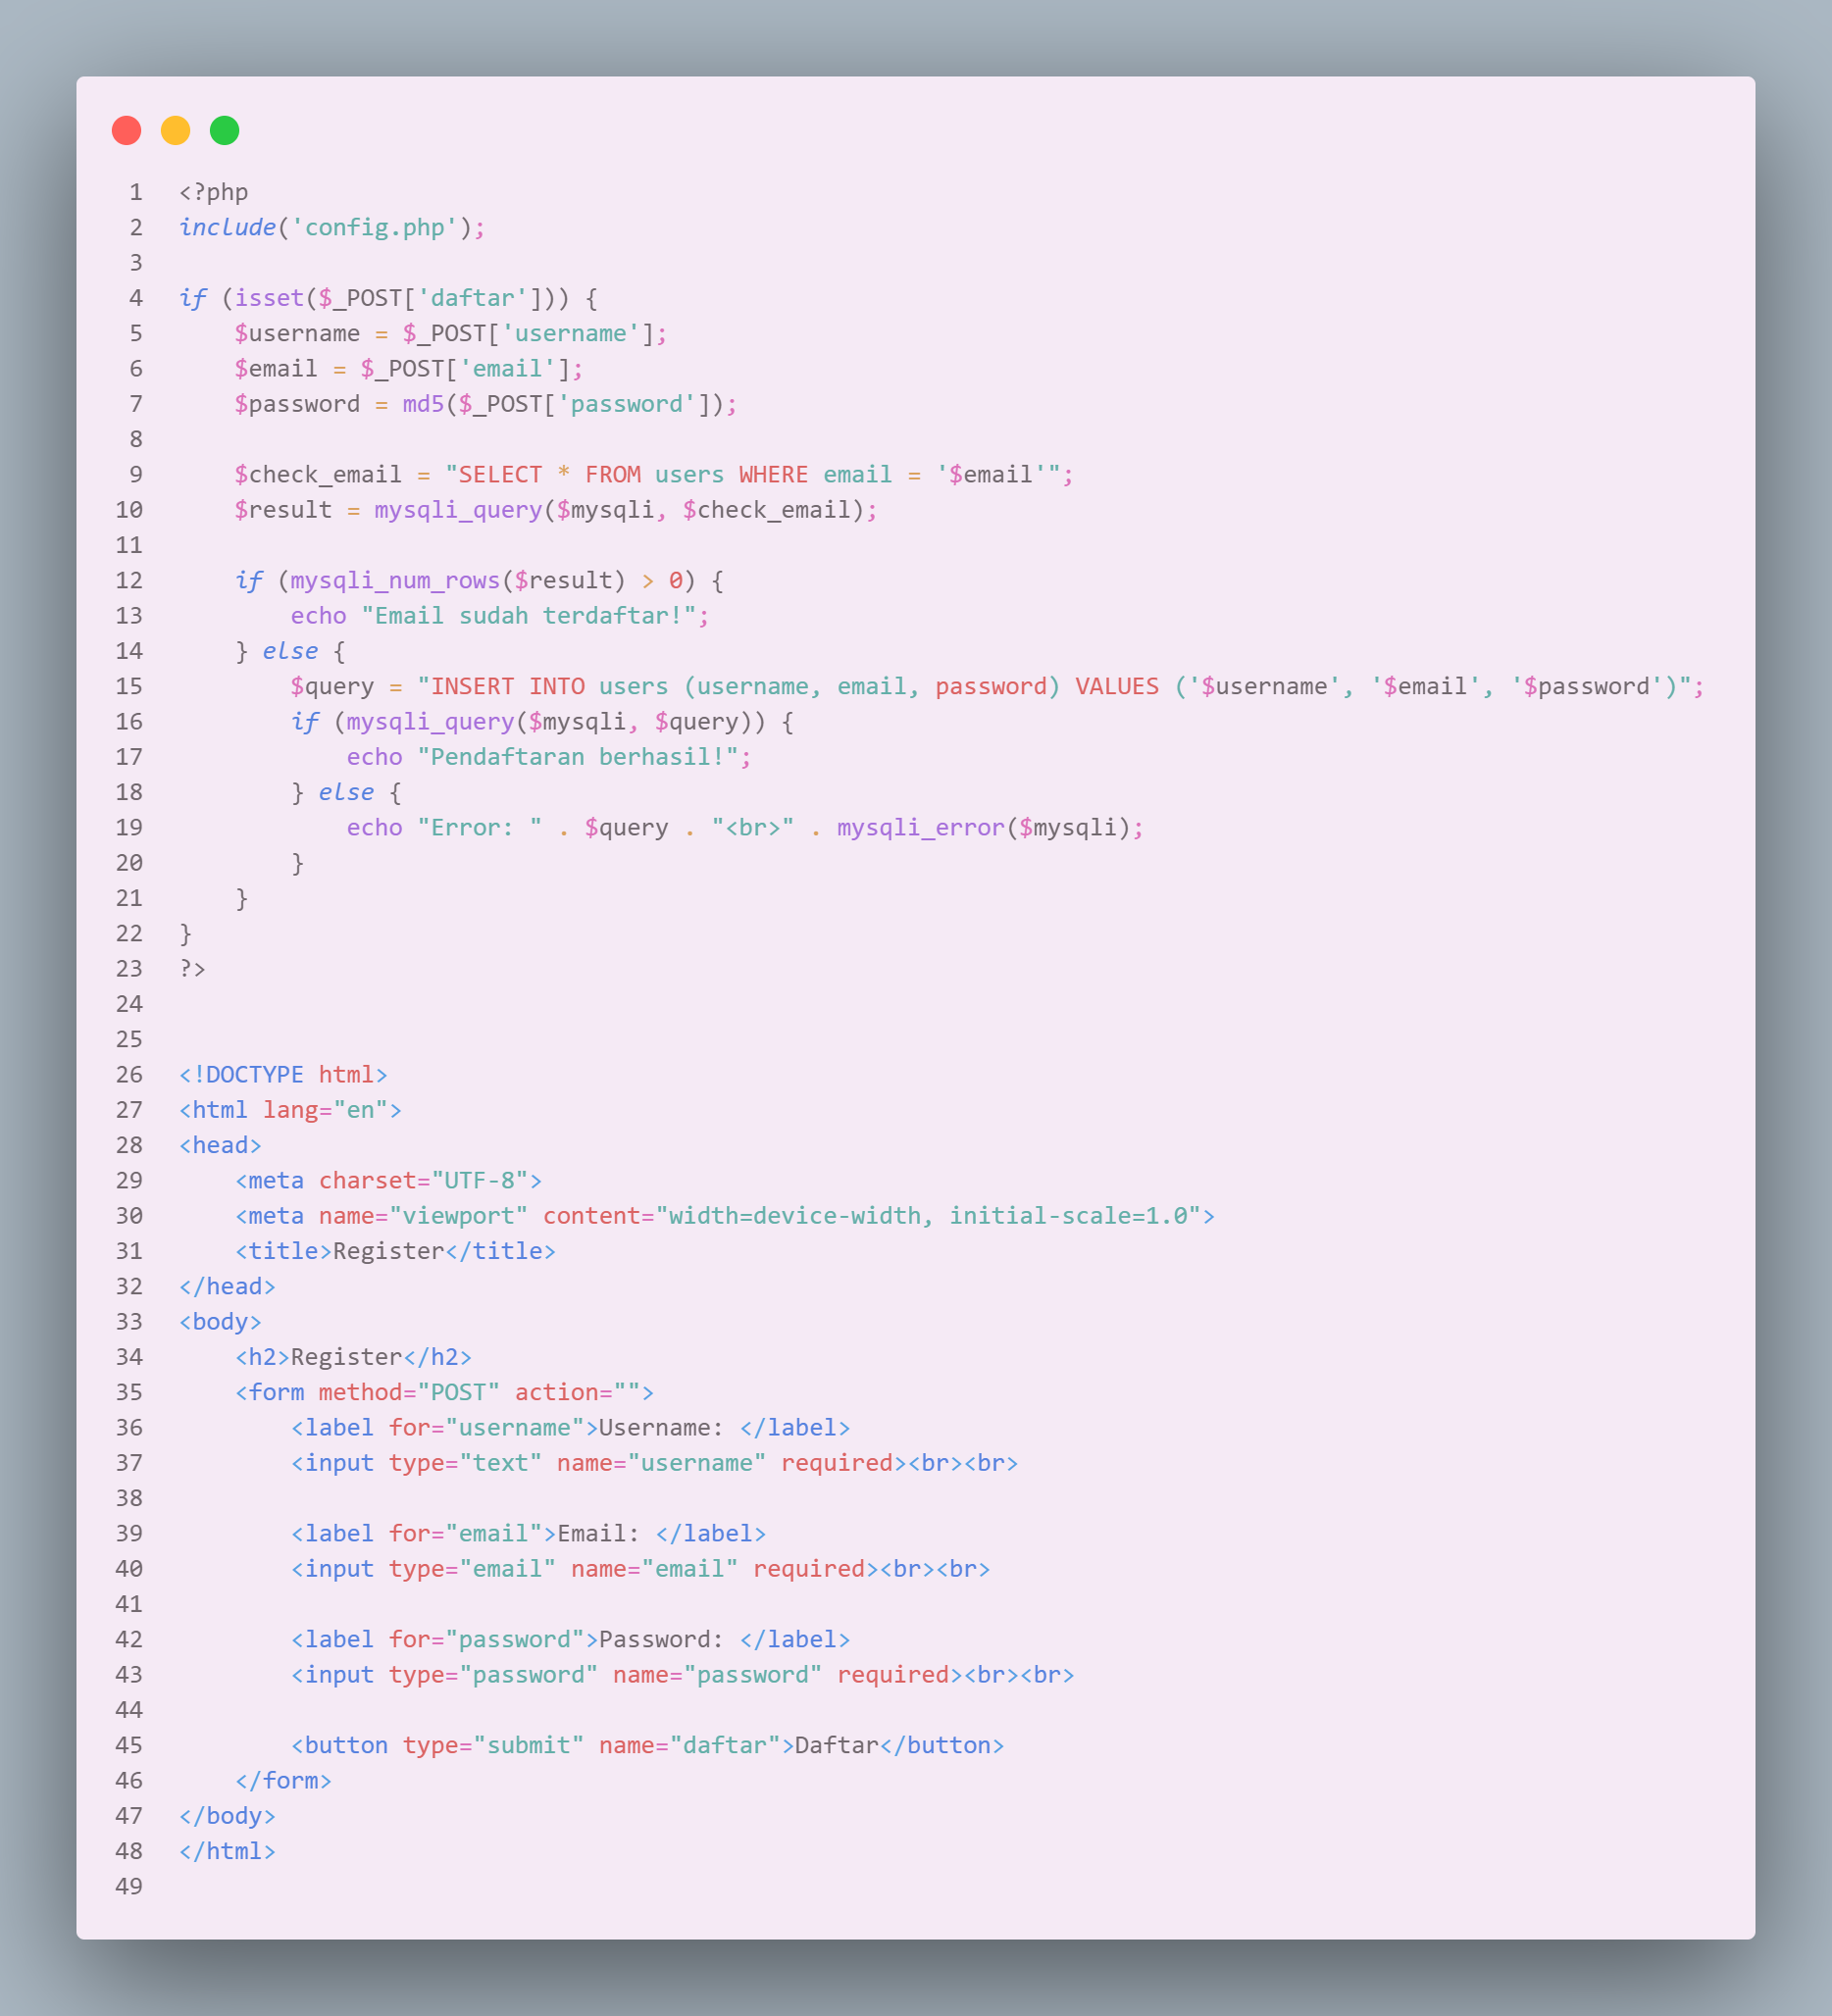 1 <?php
2 include('config.php');
3
4 if (isset($_POST['daftar'])) {
5     $username = $_POST['username'];
6     $email = $_POST['email'];
7     $password = md5($_POST['password']);
8
9     $check_email = "SELECT * FROM users WHERE email = '$email'";
10     $result = mysqli_query($mysqli, $check_email);
11
12     if (mysqli_num_rows($result) > 0) {
13         echo "Email sudah terdaftar!";
14     } else {
15         $query = "INSERT INTO users (username, email, password) VALUES ('$username', '$email', '$password')";
16         if (mysqli_query($mysqli, $query)) {
17             echo "Pendaftaran berhasil!";
18         } else {
19             echo "Error: " . $query . "<br>" . mysqli_error($mysqli);
20         }
21     }
22 }
23 ?>
24
25
26 <!DOCTYPE html>
27 <html lang="en">
28 <head>
29     <meta charset="UTF-8">
30     <meta name="viewport" content="width=device-width, initial-scale=1.0">
31     <title>Register</title>
32 </head>
33 <body>
34     <h2>Register</h2>
35     <form method="POST" action="">
36         <label for="username">Username: </label>
37         <input type="text" name="username" required><br><br>
38
39         <label for="email">Email: </label>
40         <input type="email" name="email" required><br><br>
41
42         <label for="password">Password: </label>
43         <input type="password" name="password" required><br><br>
44
45         <button type="submit" name="daftar">Daftar</button>
46     </form>
47 </body>
48 </html>
49